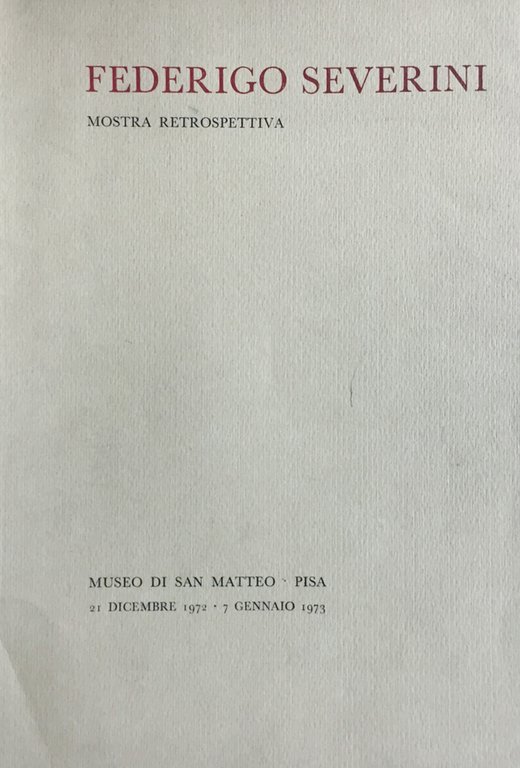 FEDERIGO SEVERINI
MOSTRA RETROSPETTIVA
MUSEO DI SAN MATTEO · PISA
21 DICEMBRE 1972 · 7 GENNAIO 1973